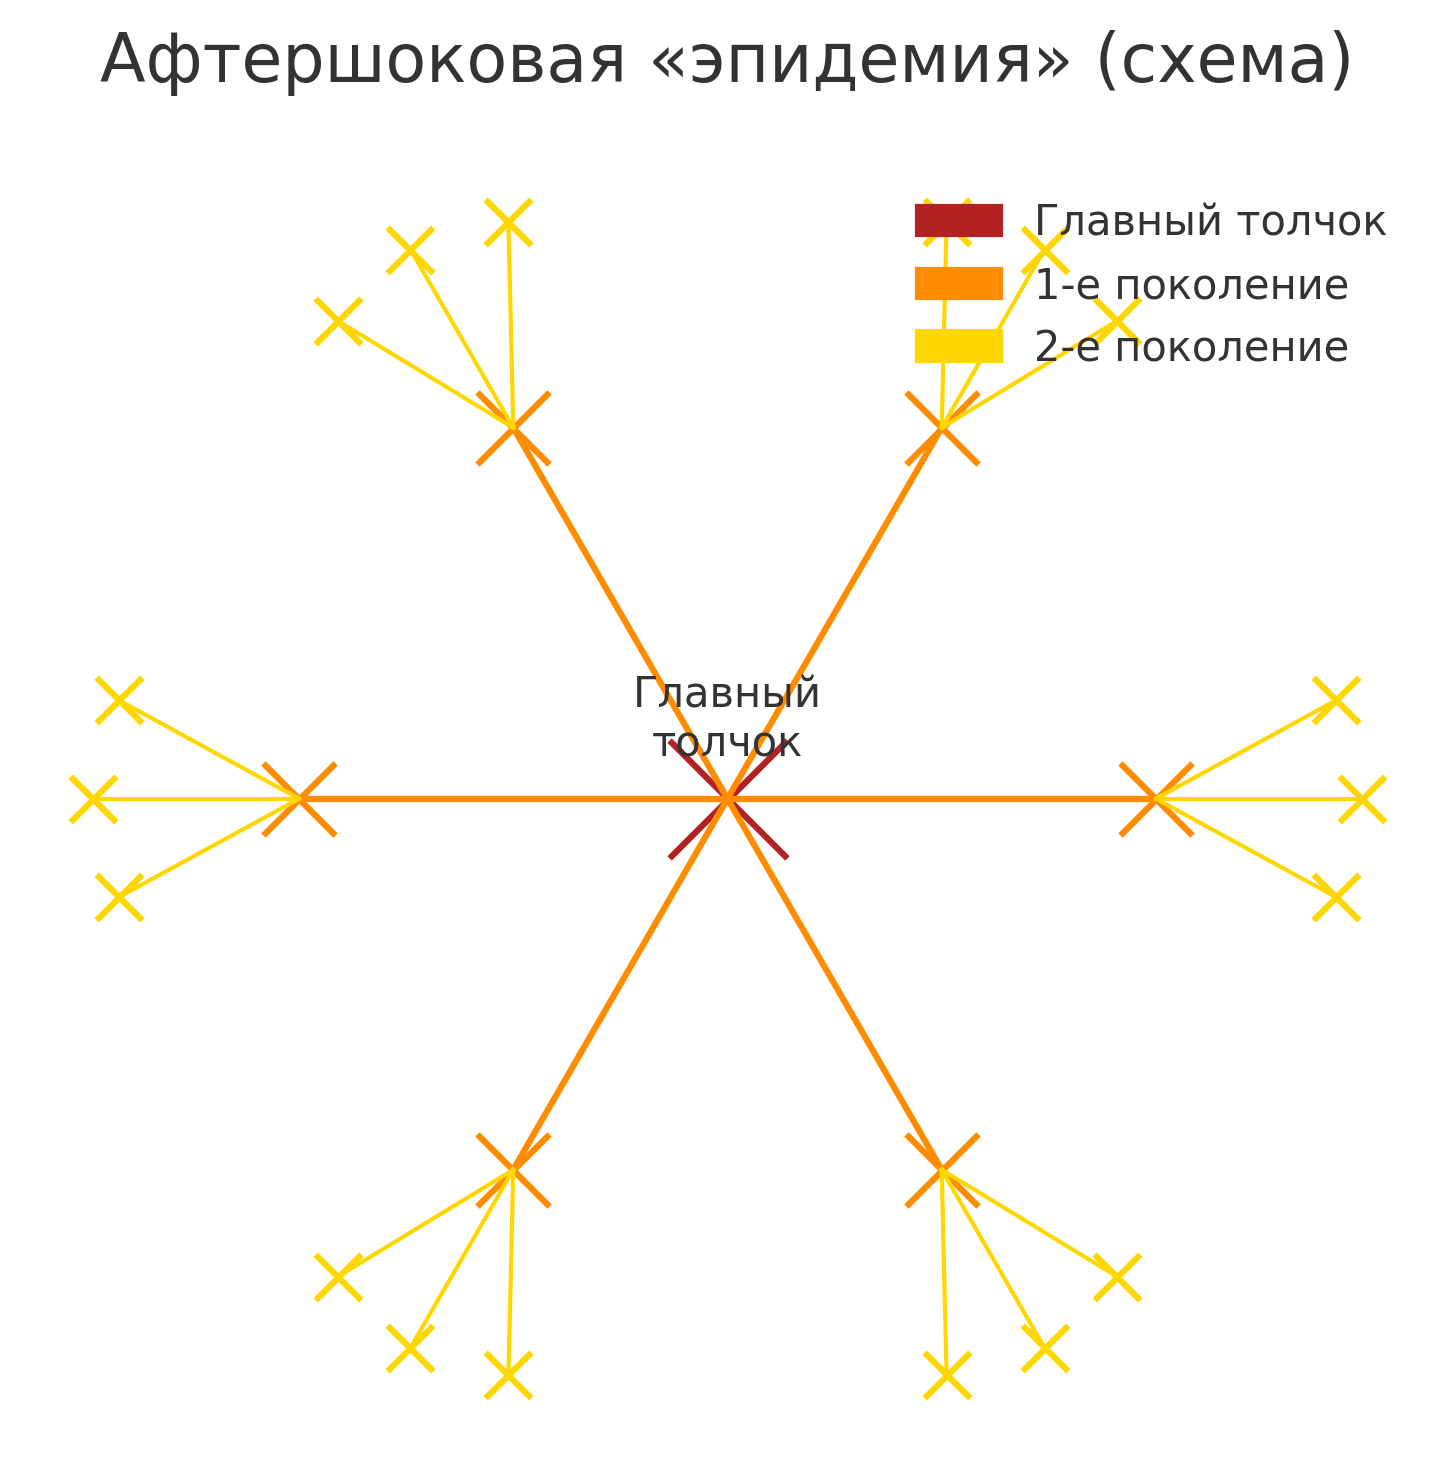 Афтершоковая «эпидемия» (схема)
Главный толчок
1-е поколение
2-е поколение
Главный
толчок